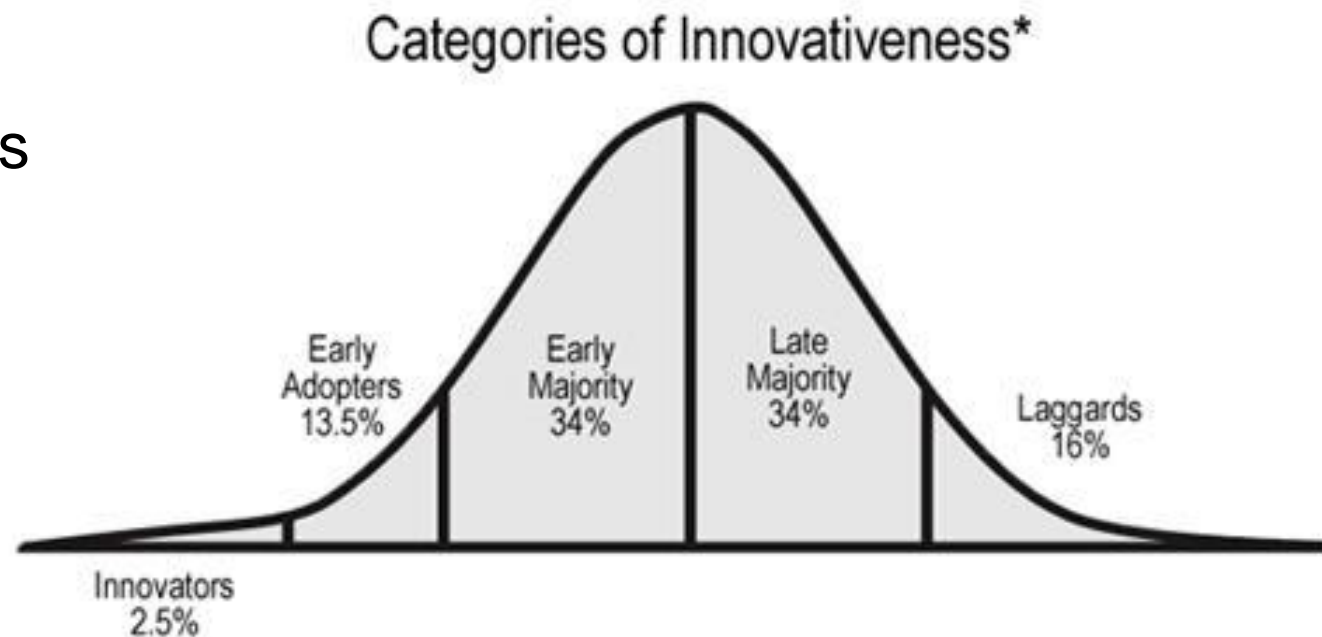 Categories of Innovativeness*
s
Early
Adopters
13.5%
Early
Majority
34%
Late
Majority
34%
Laggards
16%
Innovators
2.5%